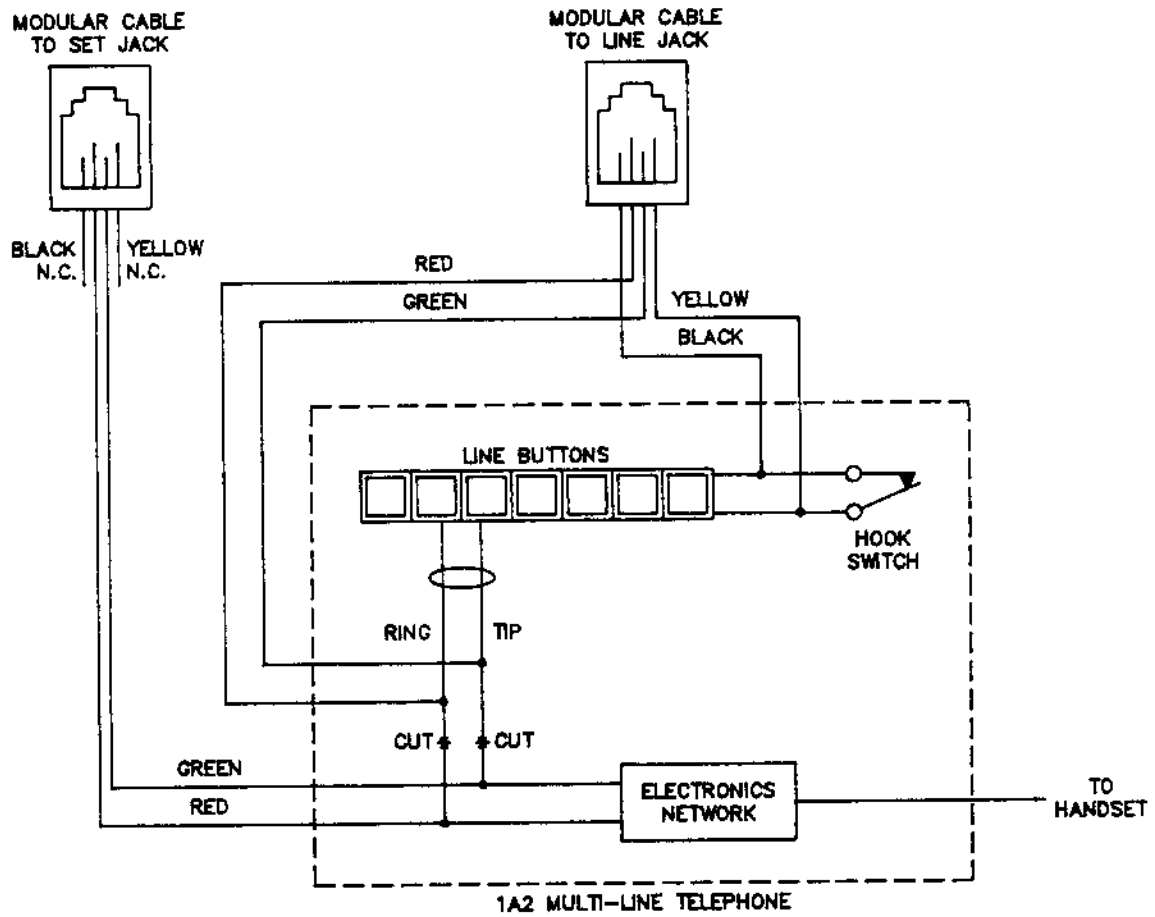 MODULAR CABLE
TO SET JACK
MODULAR CABLE
TO LINE JACK
BLACK
N.C.
YELLOW
N.C.
RED
GREEN
YELLOW
BLACK
LINE BUTTONS
HOOK
SWITCH
RING
TIP
CUT
CUT
GREEN
RED
ELECTRONICS
NETWORK
TO
HANDSET
1A2 MULTI-LINE TELEPHONE